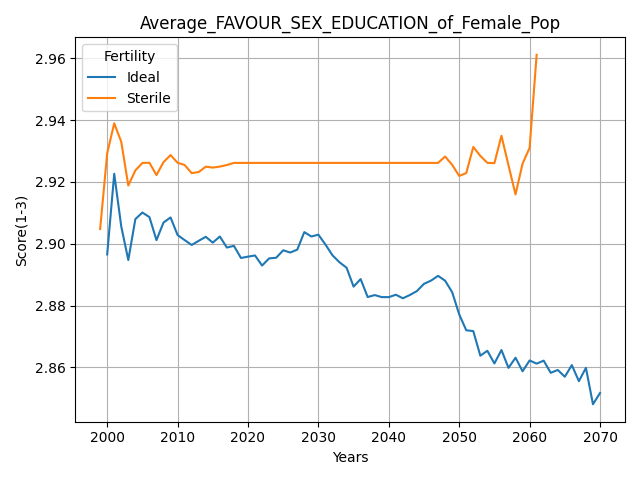 Average_FAVOUR_SEX_EDUCATION_of_Female_Pop
Fertility
Ideal
Sterile
Score(1-3)
2.96
2.94
2.92
2.90
2.88
2.86
2000 2010 2020 2030 2040 2050 2060 2070
Years